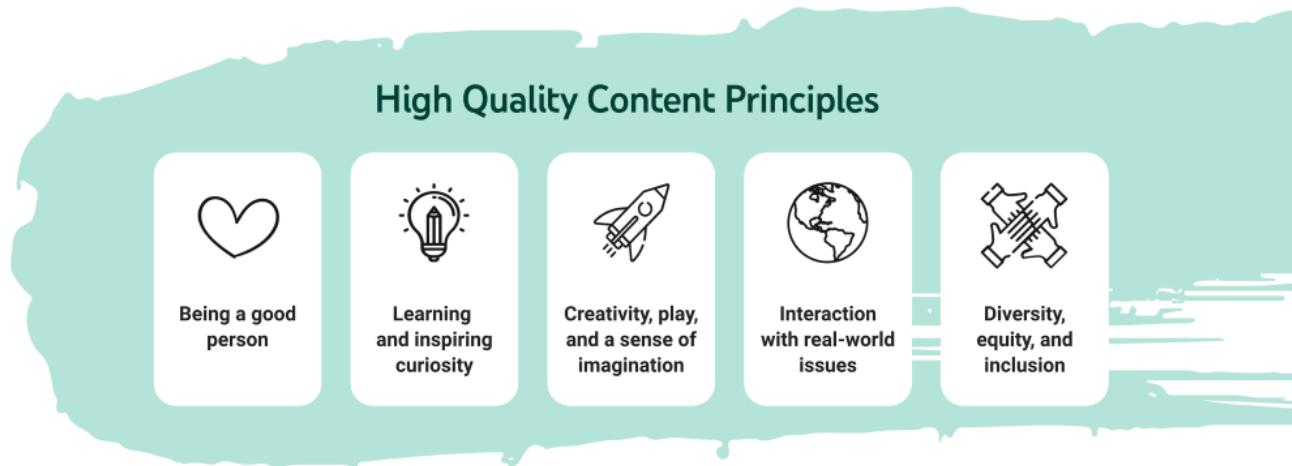 High Quality Content Principles
Being a good
person
Learning
and inspiring
curiosity
Creativity, play,
and a sense of
imagination
Interaction
with real-world
issues
Diversity,
equity, and
inclusion